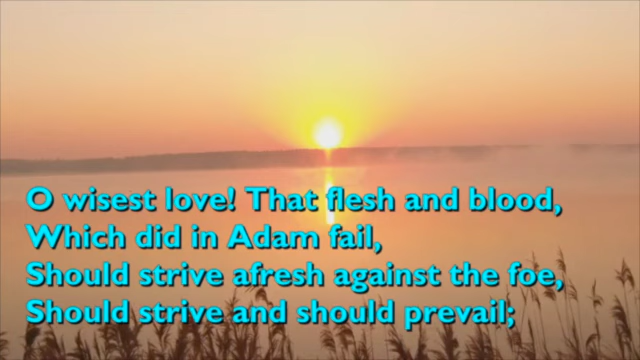 O wisest love! That flesh and blood,
Which did in Adam fail,
Should strive afresh against the foe,
Should strive and should prevail;